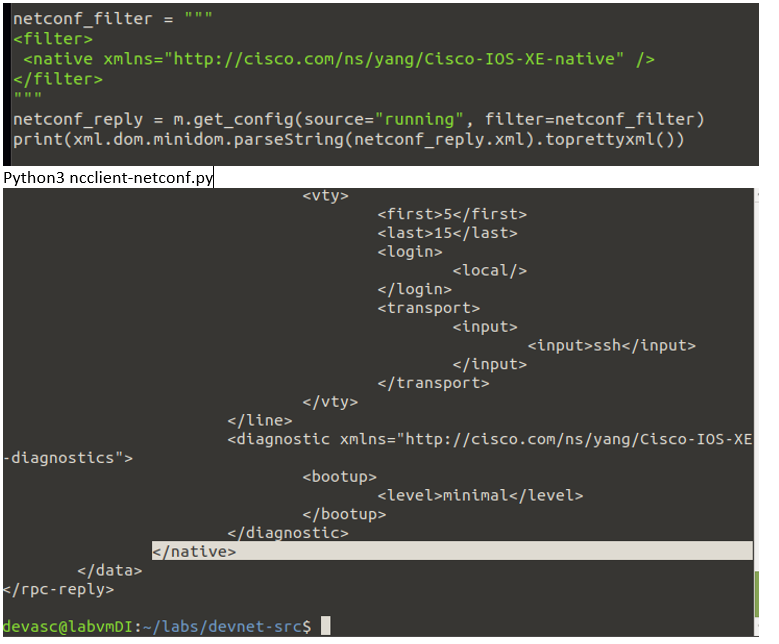 netconf_filter = """
<filter>
 <native xmlns="http://cisco.com/ns/yang/Cisco-IOS-XE-native" />
</filter>
"""
netconf_reply = m.get_config(source="running", filter=netconf_filter)
print(xml.dom.minidom.parseString(netconf_reply.xml).toprettyxml())
Python3 ncclient-netconf.py
                                <vty>
                                        <first>5</first>
                                        <last>15</last>
                                        <login>
                                                <local/>
                                        </login>
                                        <transport>
                                                <input>
                                                        <input>ssh</input>
                                                </input>
                                        </transport>
                                </vty>
                        </line>
                        <diagnostic xmlns="http://cisco.com/ns/yang/Cisco-IOS-XE
-diagnostics">
                                <bootup>
                                        <level>minimal</level>
                                </bootup>
                        </diagnostic>
                </native>
        </data>
</rpc-reply>
devasc@labvmDI:~/labs/devnet-src$